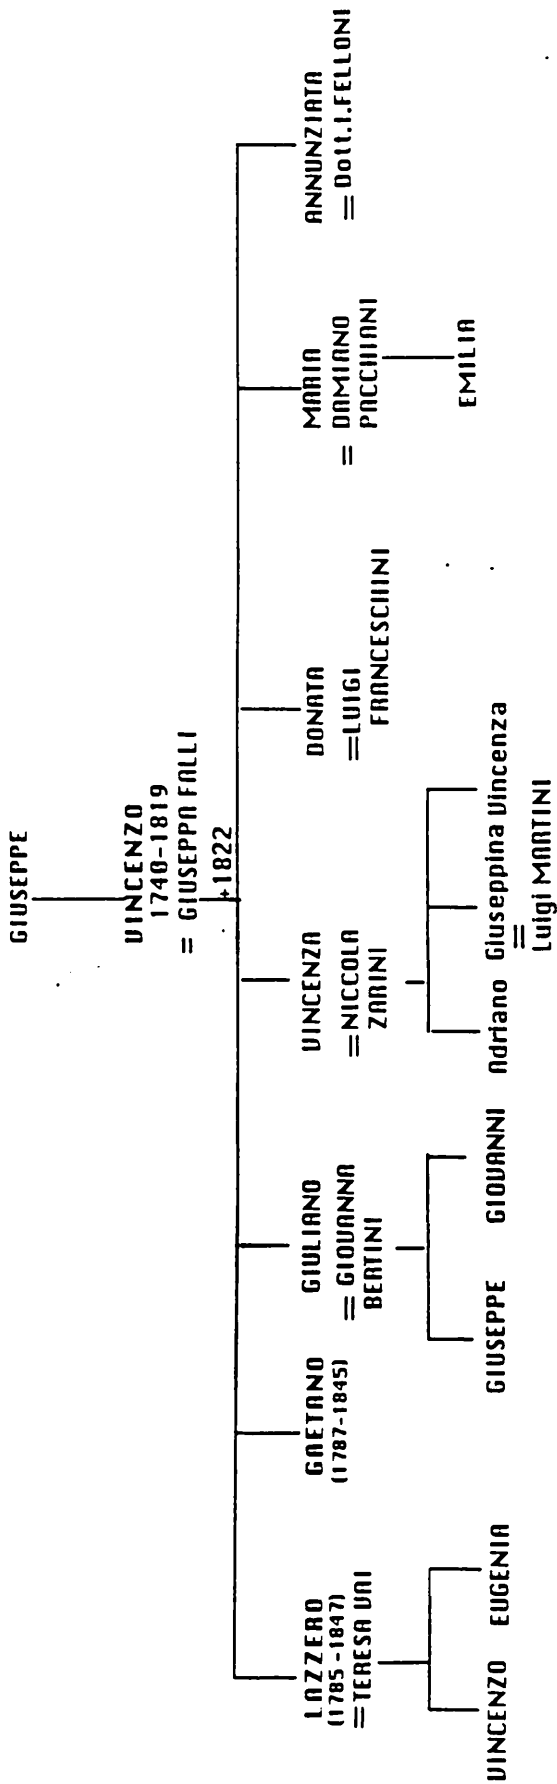 GIUSEPPE
VINCENZO
1740-1819
= GIUSEPPA FALLI
+1822
LAZZERO
(1785-1847)
= TERESA VAI
GAETANO
(1787-1845)
GIULIANO
= GIOVANNA
BERTINI
VINCENZA
= NICCOLA
ZARINI
DONATA
= LUIGI
FRANCESCHINI
MARIA
= DAMIANO
PACCHIANI
ANNUNZIATA
= Dott.I.FELLONI
VINCENZO EUGENIA
GIUSEPPE GIOVANNI
Adriano Giuseppina Vincenza
=
Luigi MARTINI
EMILIA